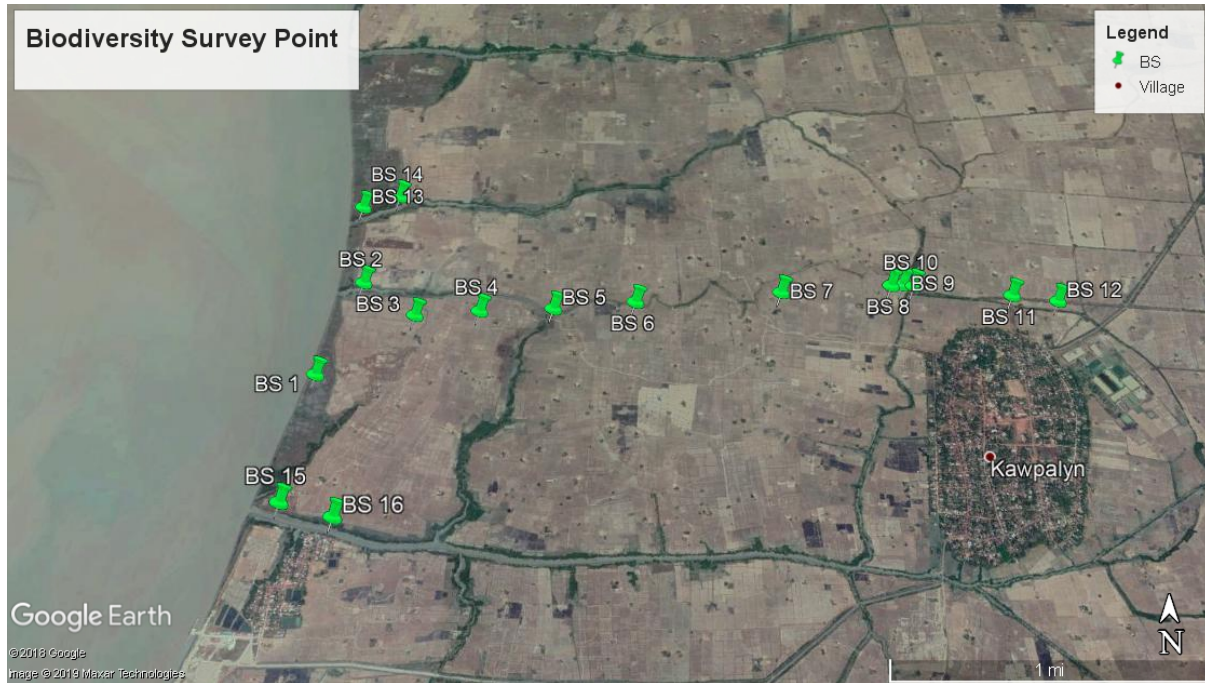 Biodiversity Survey Point
Legend
BS
Village
BS 14
BS 13
BS 2
BS 3
BS 4
BS 5
BS 6
BS 7
BS 10
BS 9
BS 8
BS 11
BS 12
BS 1
BS 15
BS 16
Kawpalyn
Google Earth
©2018 Google
Image © 2019 Maxar Technologies
N
1 mi